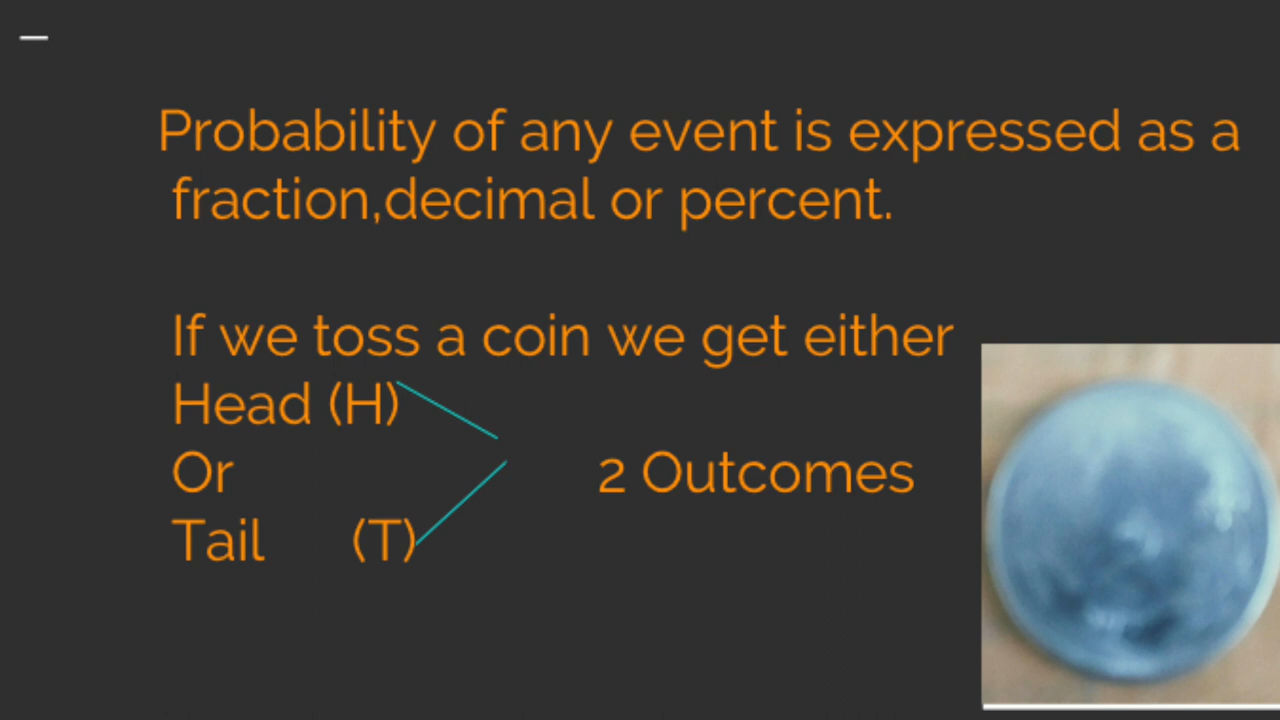 Probability of any event is expressed as a
fraction,decimal or percent.
If we toss a coin we get either
Head (H)
Or
2 Outcomes
Tail (T)